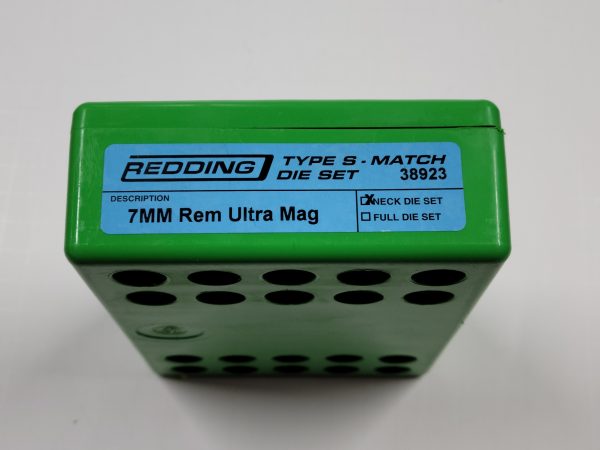 REDDING TYPE S - MATCH
DIE SET 38923
DESCRIPTION
7MM Rem Ultra Mag
X NECK DIE SET
FULL DIE SET